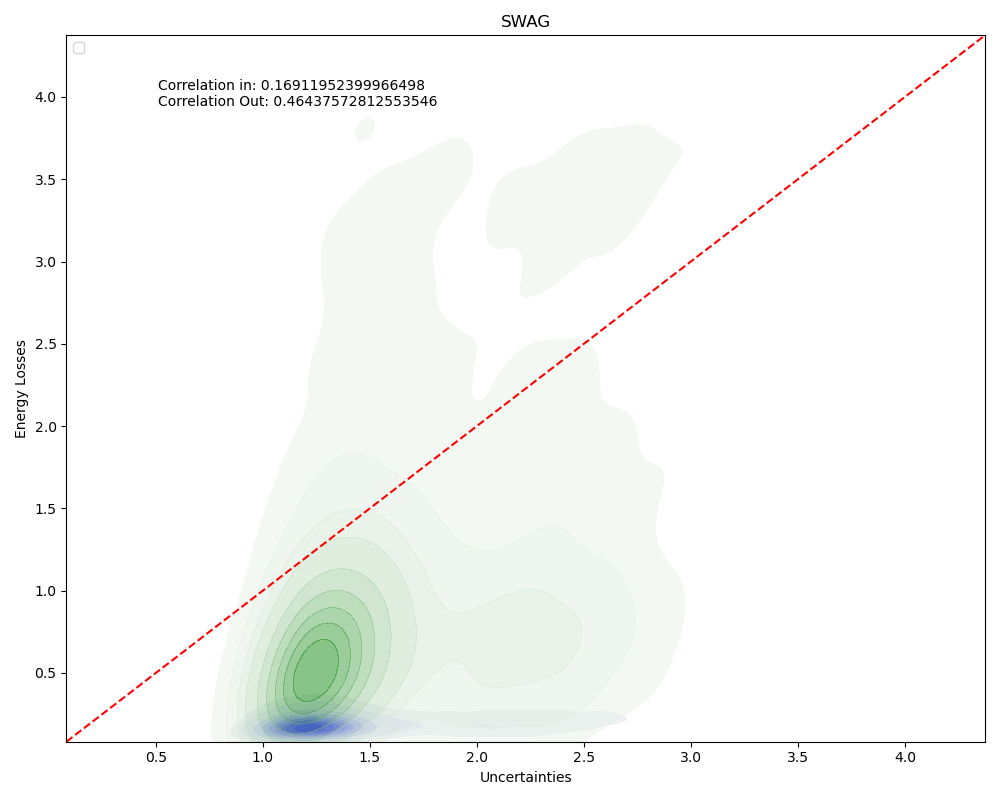 SWAG
Correlation in: 0.16911952399966498
Correlation Out: 0.46437572812553546
4.0
3.5
3.0
2.5
2.0
1.5
1.0
0.5
Energy Losses
0.5 1.0 1.5 2.0 2.5 3.0 3.5 4.0
Uncertainties